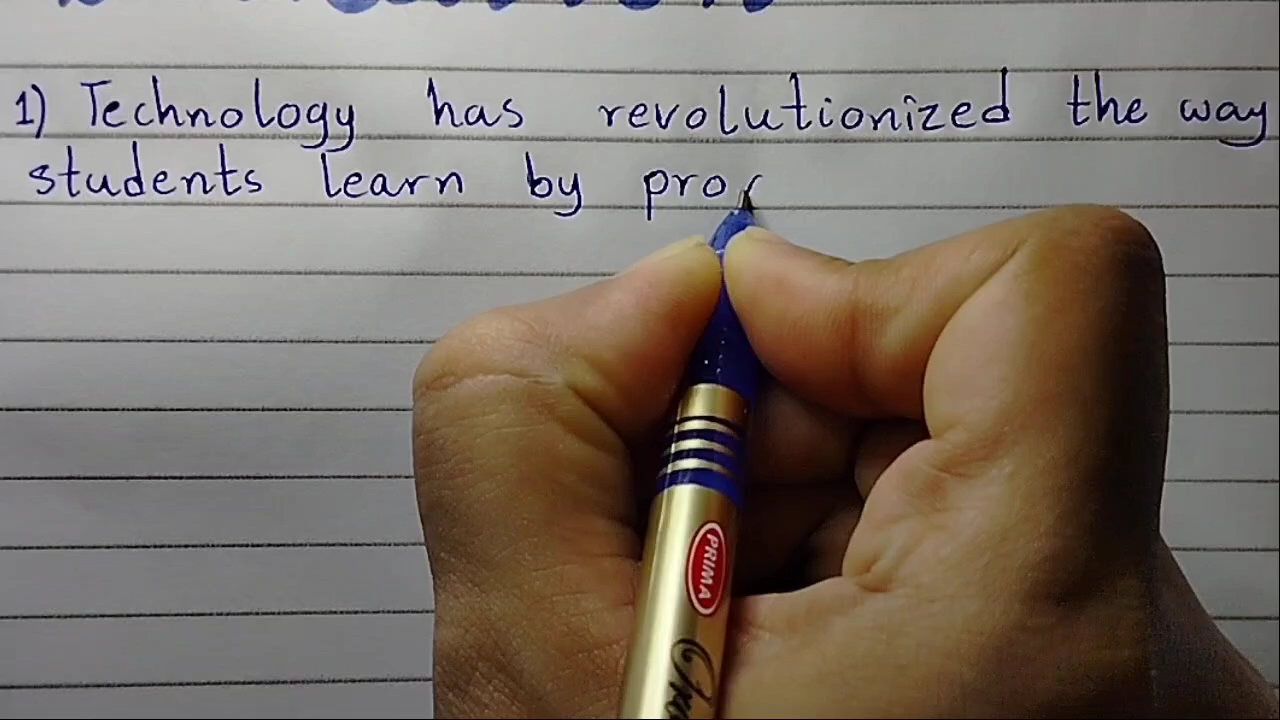 1) Technology has revolutionized the way
students learn by pro
PRIMA